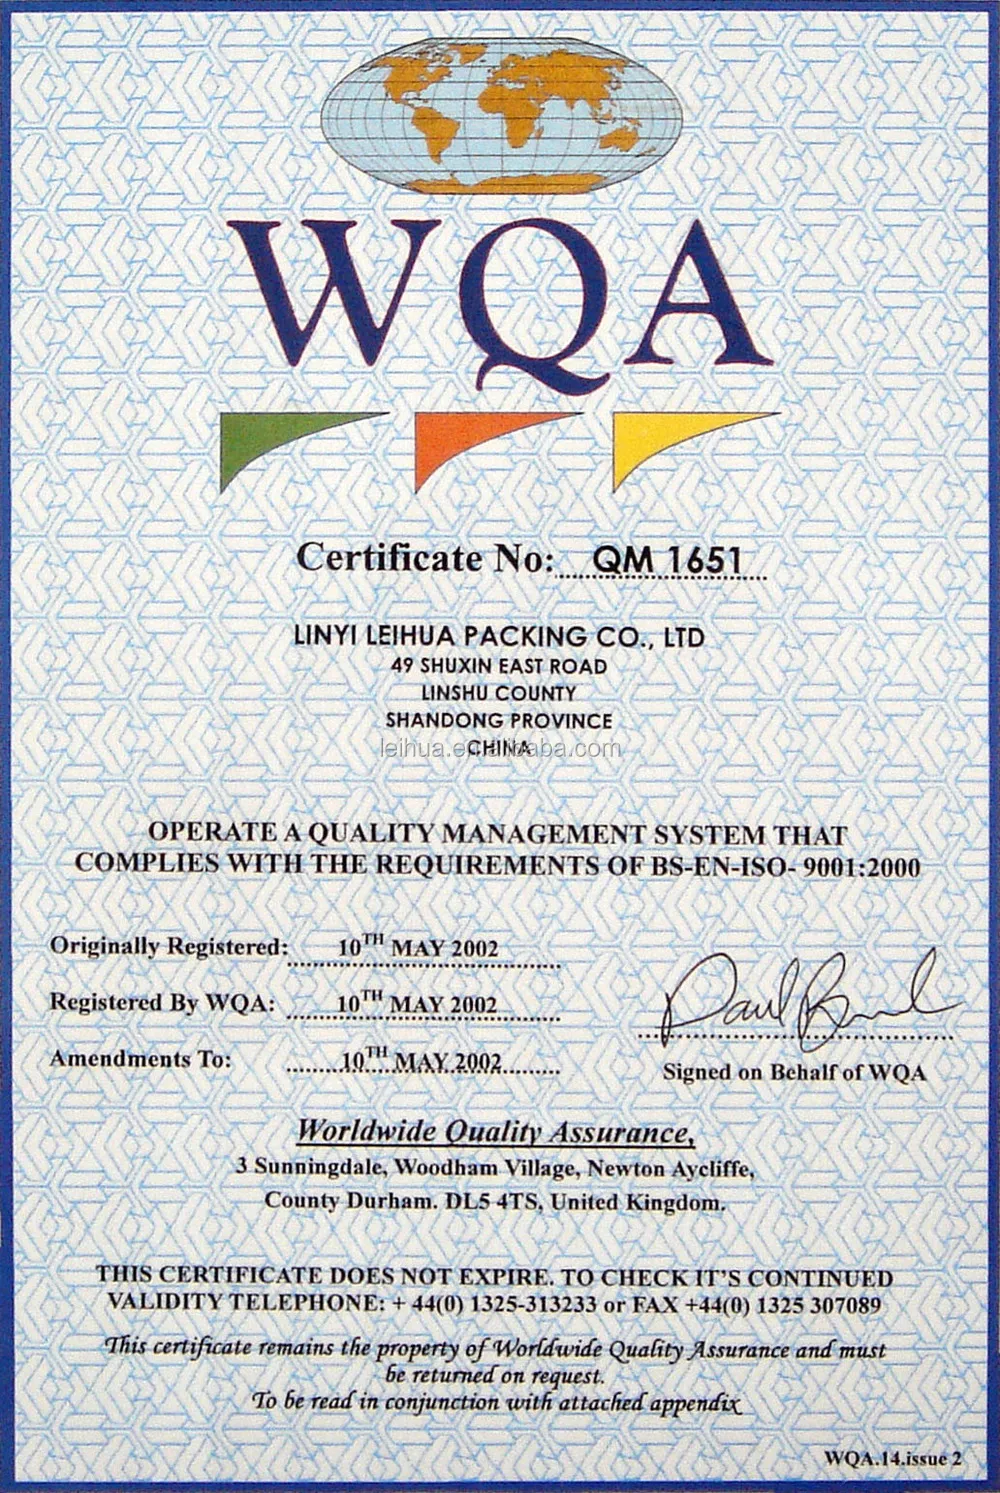 WQA
Certificate No: QM 1651
LINYI LEIHUA PACKING CO., LTD
49 SHUXIN EAST ROAD
LINSHU COUNTY
SHANDONG PROVINCE
CHINA
leihua.en.alibaba.com
OPERATE A QUALITY MANAGEMENT SYSTEM THAT
COMPLIES WITH THE REQUIREMENTS OF BS-EN-ISO- 9001:2000
Originally Registered: 10TH MAY 2002
Registered By WQA: 10TH MAY 2002
Amendments To: 10TH MAY 2002
Signed on Behalf of WQA
Worldwide Quality Assurance,
3 Sunningdale, Woodham Village, Newton Aycliffe,
County Durham. DL5 4TS, United Kingdom.
THIS CERTIFICATE DOES NOT EXPIRE. TO CHECK IT'S CONTINUED
VALIDITY TELEPHONE: + 44(0) 1325-313233 or FAX +44(0) 1325 307089
This certificate remains the property of Worldwide Quality Assurance and must
be returned on request.
To be read in conjunction with attached appendix
WQA.14.issue 2